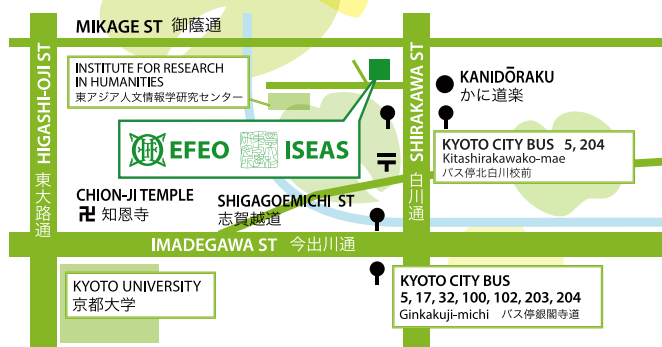 MIKAGE ST 御蔭通
HIGASHI-OJI ST 東大路通
INSTITUTE FOR RESEARCH
IN HUMANITIES
東アジア人文情報学研究センター
SHIRAKAWA ST 白川通
KANIDŌRAKU
かに道楽
EFEO ISEAS
〒
KYOTO CITY BUS 5, 204
Kitashirakawako-mae
バス停北白川校前
CHION-JI TEMPLE
卍 知恩寺
SHIGAGOEMICHI ST
志賀越道
IMADEGAWA ST 今出川通
KYOTO UNIVERSITY
京都大学
KYOTO CITY BUS
5, 17, 32, 100, 102, 203, 204
Ginkakuji-michi バス停銀閣寺道